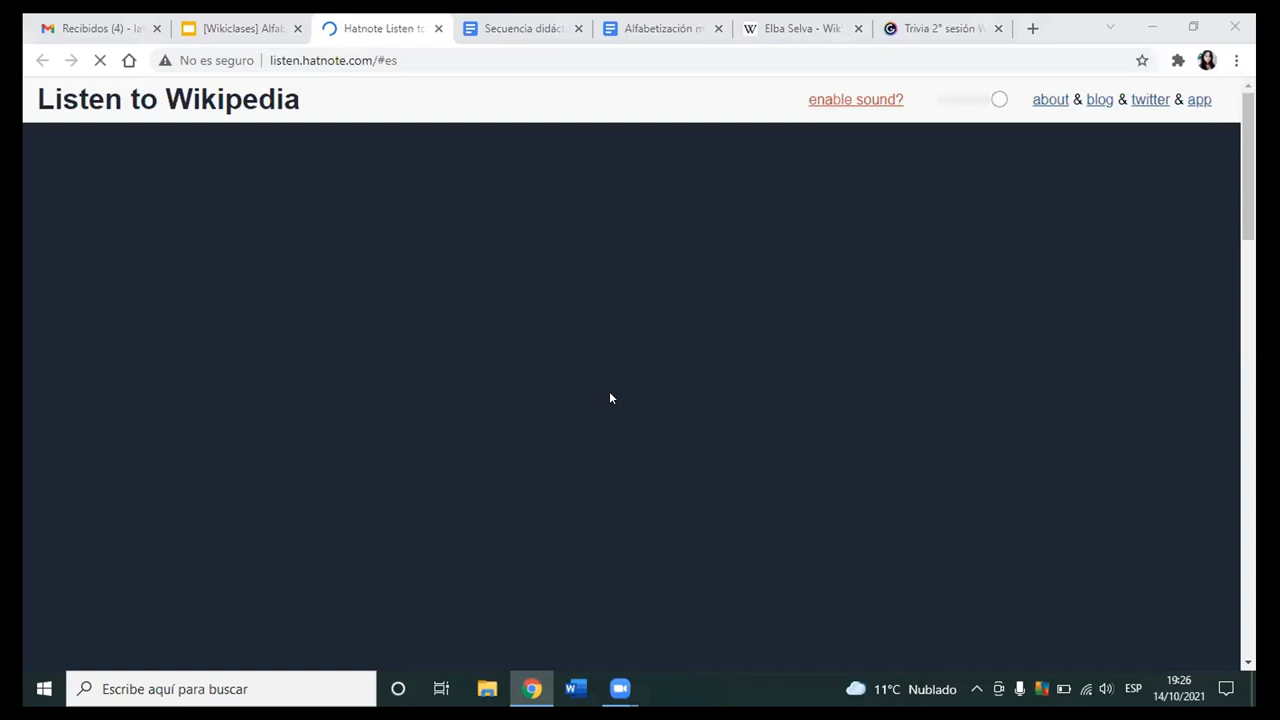 Recibidos (4) - la
[Wikiclases] Alfab
Hatnote Listen to
Secuencia didác
Alfabetización m
Elba Selva - Wik
Trivia 2° sesión W
No es seguro
listen.hatnote.com/#es
Listen to Wikipedia
enable sound?
about & blog & twitter & app
Escribe aquí para buscar
11°C Nublado
ESP
19:26
14/10/2021